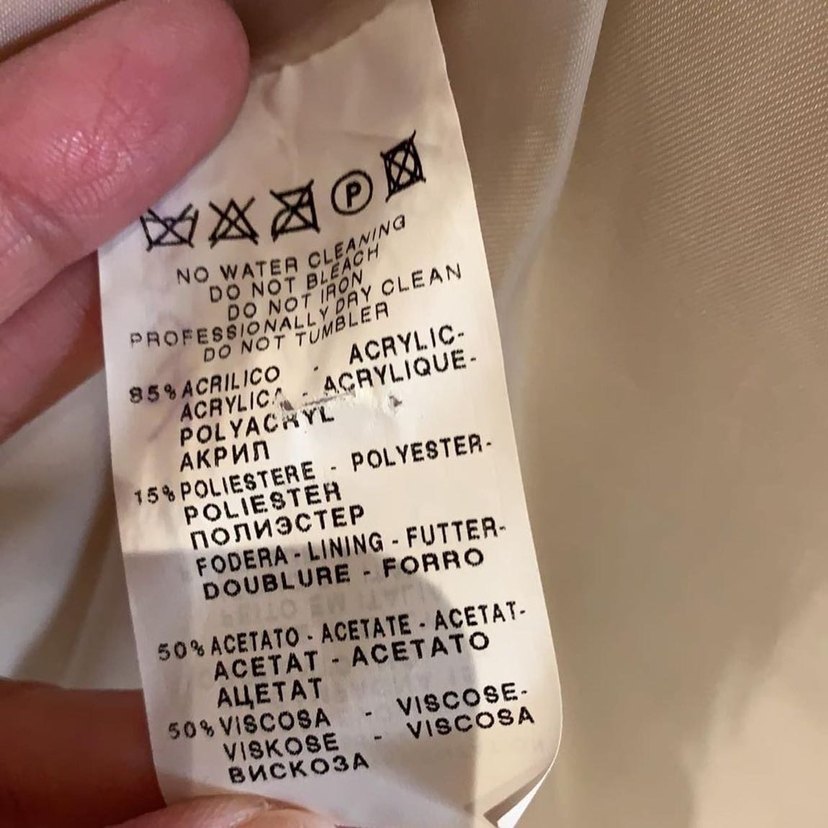 P
NO WATER CLEANING
DO NOT BLEACH
DO NOT IRON
PROFESSIONALLY DRY CLEAN
DO NOT TUMBLER
85% ACRILICO - ACRYLIC-
ACRYLICA - ACRYLIQUE-
POLYACRYL
АКРИЛ
15% POLIESTERE - POLYESTER-
POLIESTER
ПОЛИЭСТЕР
FODERA - LINING - FUTTER-
DOUBLURE - FORRO
50% ACETATO - ACETATE - ACETAT-
ACETAT - ACETATO
АЦЕТАТ
50% VISCOSA - VISCOSE-
VISKOSE - VISCOSA
ВИСКОЗА